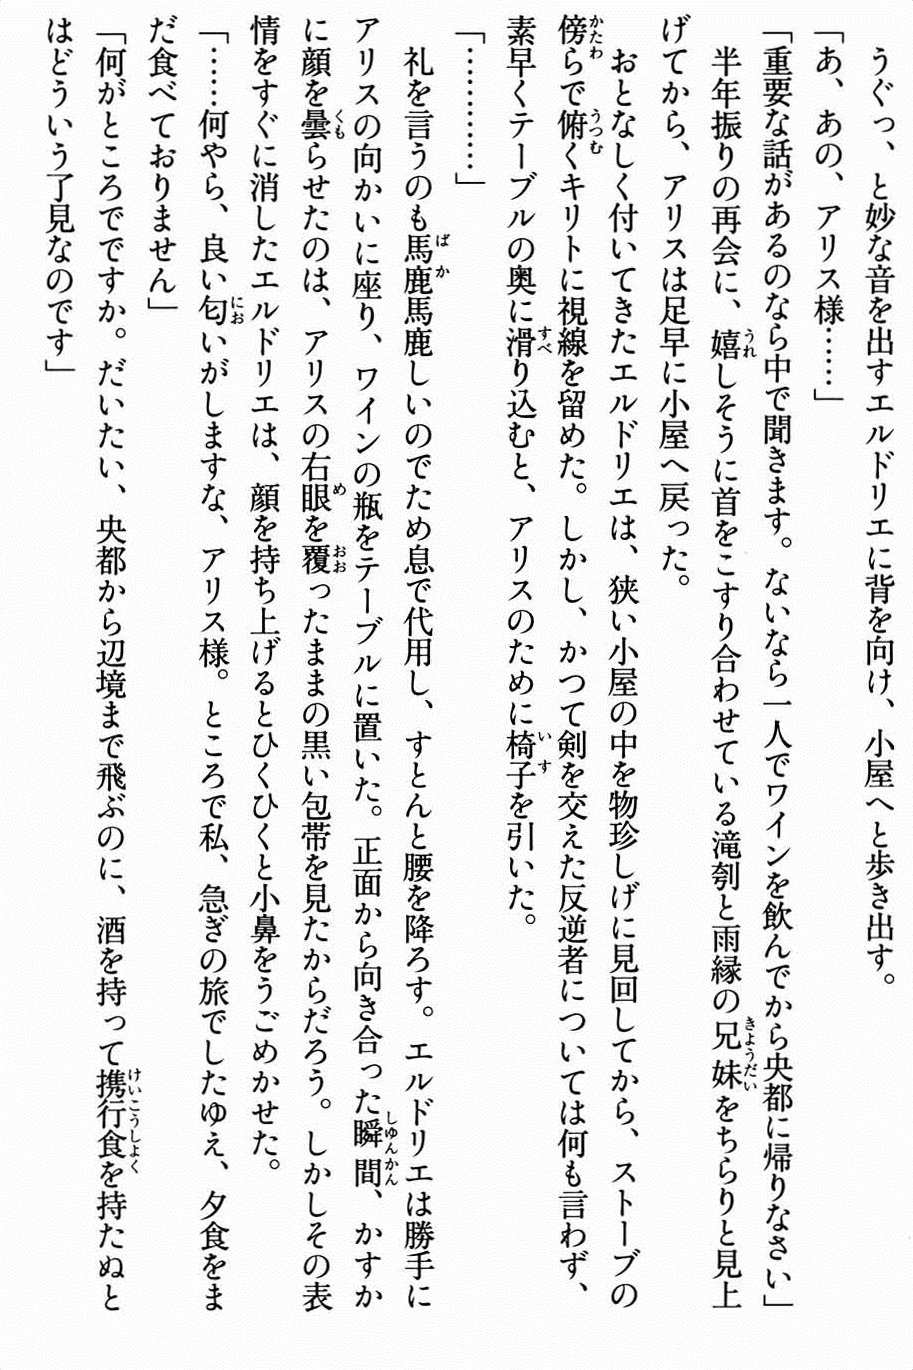 うぐっ、と妙な音を出すエルドリエに背を向け、小屋へと歩き出す。
「あ、あの、アリス様……」
「重要な話があるのなら中で聞きます。ないなら一人でワインを飲んでから央都に帰りなさい」
半年振りの再会に、嬉しそうに首をこすり合わせている滝刳と雨縁の兄妹をちらりと見上
げてから、アリスは足早に小屋へ戻った。
おとなしく付いてきたエルドリエは、狭い小屋の中を物珍しげに見回してから、ストーブの
傍らで俯くキリトに視線を留めた。しかし、かつて剣を交えた反逆者については何も言わず、
素早くテーブルの奥に滑り込むと、アリスのために椅子を引いた。
「…………」
礼を言うのも馬鹿馬鹿しいのでため息で代用し、すとんと腰を降ろす。エルドリエは勝手に
アリスの向かいに座り、ワインの瓶をテーブルに置いた。正面から向き合った瞬間、かすか
に顔を曇らせたのは、アリスの右眼を覆ったままの黒い包帯を見たからだろう。しかしその表
情をすぐに消したエルドリエは、顔を持ち上げるとひくひくと小鼻をうごめかせた。
「……何やら、良い匂いがしますな、アリス様。ところで私、急ぎの旅でしたゆえ、夕食をま
だ食べておりません」
「何がところでですか。だいたい、央都から辺境まで飛ぶのに、酒を持って携行食を持たぬと
はどういう了見なのです」